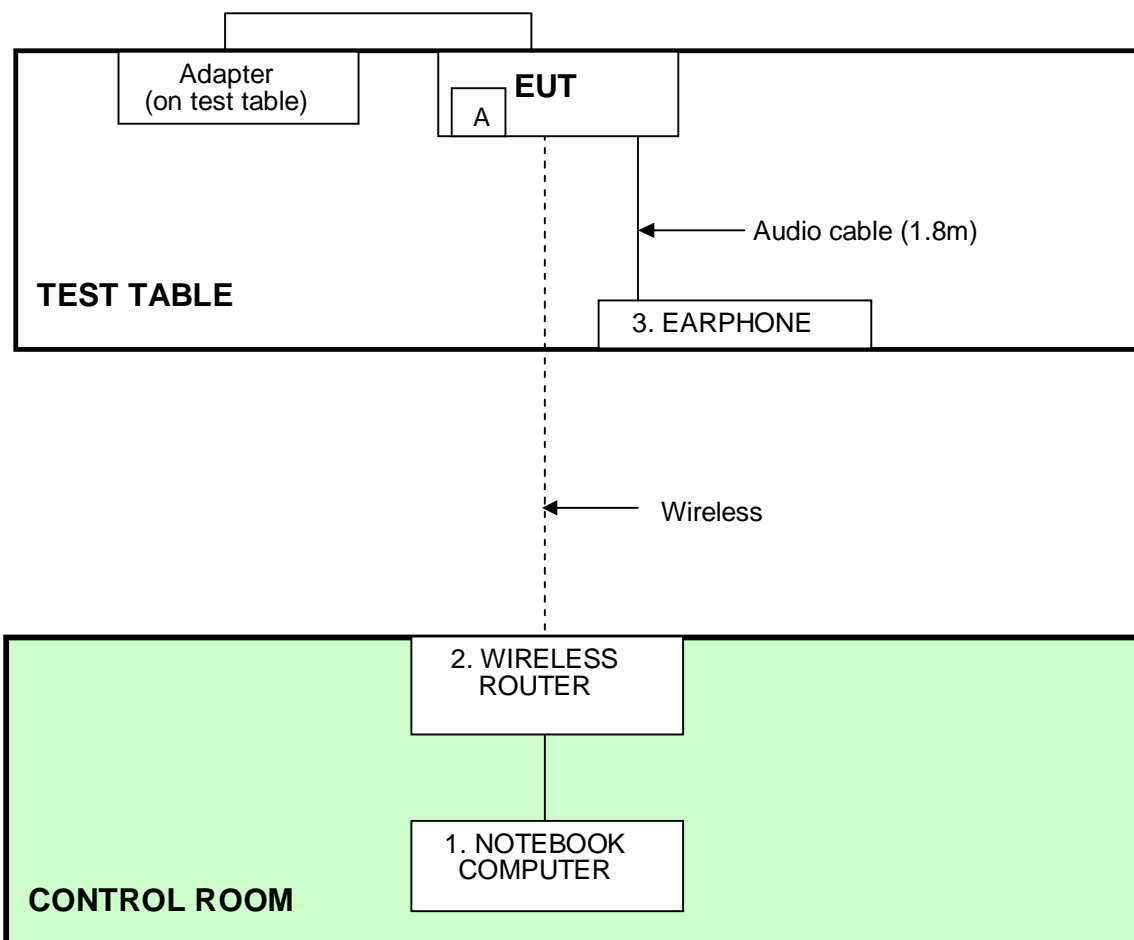 Adapter
(on test table)
EUT
A
Audio cable (1.8m)
TEST TABLE
3. EARPHONE
Wireless
2. WIRELESS
ROUTER
1. NOTEBOOK
COMPUTER
CONTROL ROOM